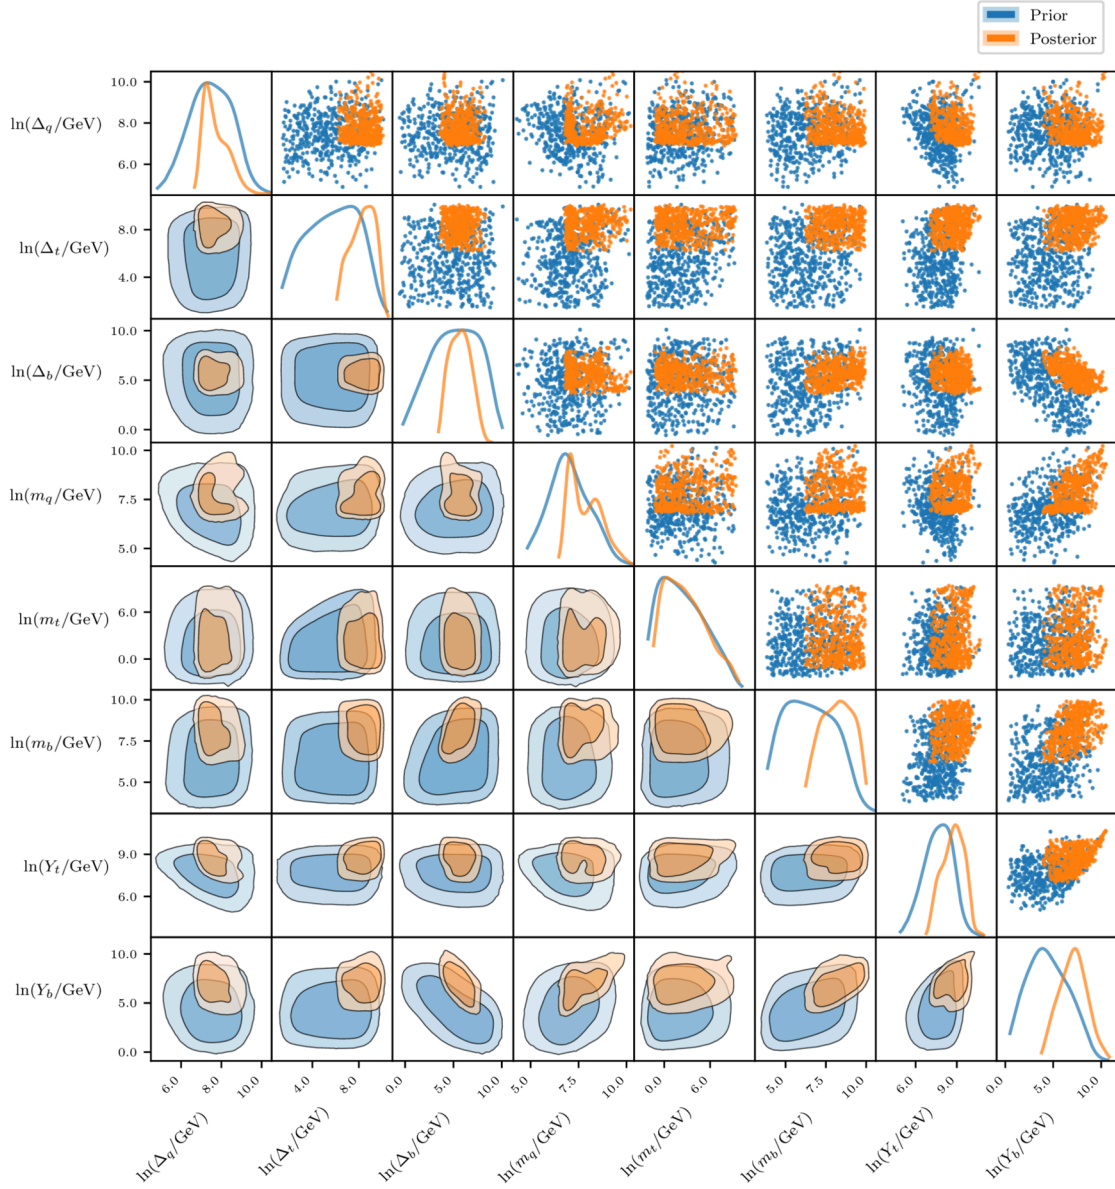 Prior
Posterior
ln(Δ_q/GeV)
10.0
8.0
6.0
ln(Δ_t/GeV)
8.0
4.0
ln(Δ_b/GeV)
10.0
5.0
0.0
ln(m_q/GeV)
10.0
7.5
5.0
ln(m_t/GeV)
6.0
0.0
ln(m_b/GeV)
10.0
7.5
5.0
ln(Y_t/GeV)
9.0
6.0
ln(Y_b/GeV)
10.0
5.0
0.0
6.0 8.0 10.0 4.0 8.0 0.0 5.0 10.0 5.0 7.5 10.0 0.0 6.0 5.0 7.5 10.0 6.0 9.0 0.0 5.0 10.0
ln(Δ_q/GeV) ln(Δ_t/GeV) ln(Δ_b/GeV) ln(m_q/GeV) ln(m_t/GeV) ln(m_b/GeV) ln(Y_t/GeV) ln(Y_b/GeV)